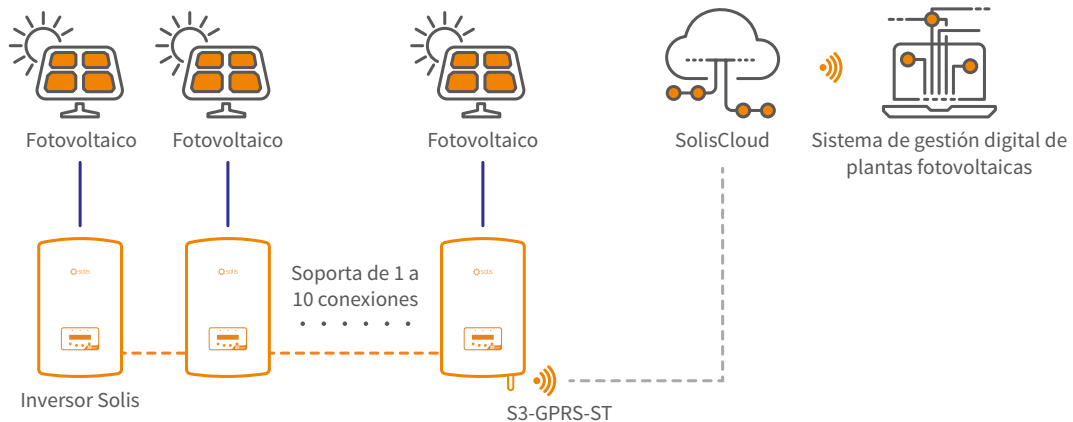 Fotovoltaico
Fotovoltaico
Fotovoltaico
SolisCloud
Sistema de gestión digital de
plantas fotovoltaicas
solis
solis
solis
Soporta de 1 a
10 conexiones
Inversor Solis
S3-GPRS-ST